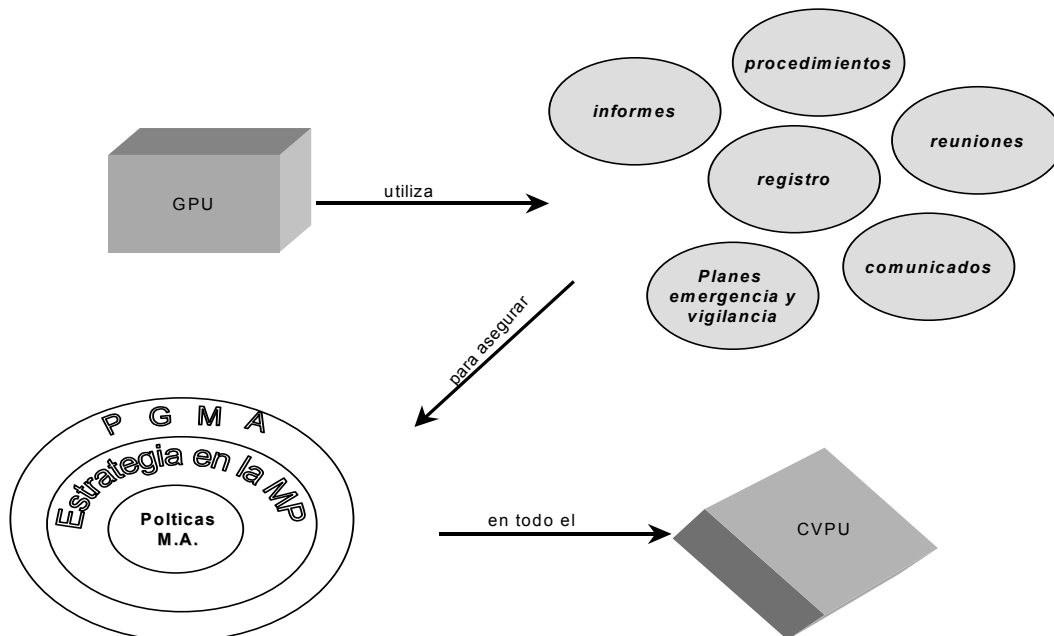 procedimientos
informes
reuniones
registro
GPU
utiliza
comunicados
Planes
emergencia y
vigilancia
para asegurar
P G M A
Estrategia en la MP
Polticas
M.A.
en todo el
CVPU